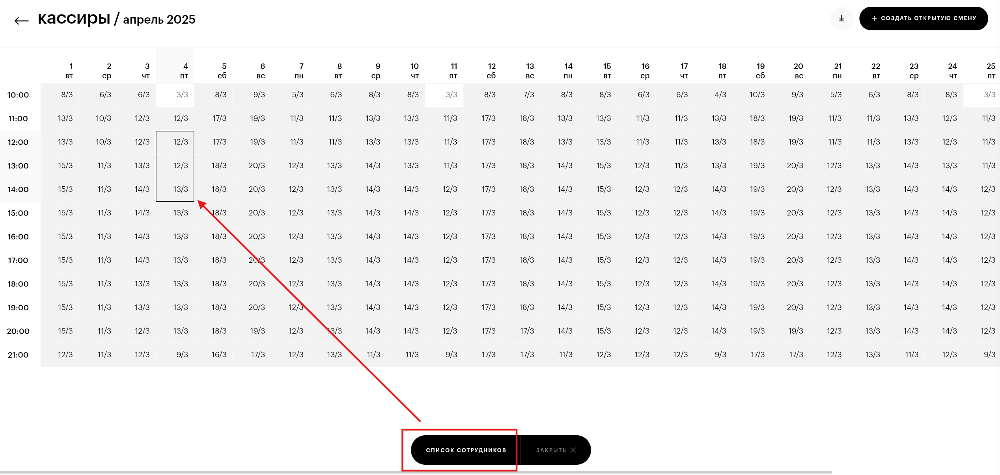 кассиры / апрель 2025
СОЗДАТЬ ОТКРЫТУЮ СМЕНУ
1 2 3 4 5 6 7 8 9 10 11 12 13 14 15 16 17 18 19 20 21 22 23 24 25
вт ср чт пт сб вс пн вт ср чт пт сб вс пн вт ср чт пт сб вс пн вт ср чт пт
10:00 8/3 6/3 6/3 3/3 8/3 9/3 5/3 6/3 8/3 8/3 3/3 8/3 7/3 8/3 8/3 6/3 6/3 4/3 10/3 9/3 5/3 6/3 8/3 8/3 3/3
11:00 13/3 10/3 12/3 12/3 17/3 19/3 11/3 11/3 13/3 13/3 11/3 17/3 18/3 13/3 13/3 11/3 11/3 13/3 18/3 19/3 11/3 11/3 13/3 12/3 11/3
12:00 13/3 10/3 12/3 12/3 17/3 19/3 11/3 11/3 13/3 13/3 11/3 17/3 18/3 13/3 13/3 11/3 11/3 13/3 18/3 19/3 11/3 11/3 13/3 12/3 11/3
13:00 15/3 11/3 13/3 12/3 18/3 20/3 12/3 13/3 14/3 13/3 11/3 17/3 18/3 14/3 15/3 12/3 11/3 13/3 19/3 20/3 12/3 13/3 14/3 13/3 11/3
14:00 15/3 11/3 14/3 13/3 18/3 20/3 12/3 13/3 14/3 14/3 12/3 17/3 18/3 14/3 15/3 12/3 12/3 14/3 19/3 20/3 12/3 13/3 14/3 14/3 12/3
15:00 15/3 11/3 14/3 13/3 18/3 20/3 12/3 13/3 14/3 14/3 12/3 17/3 18/3 14/3 15/3 12/3 12/3 14/3 19/3 20/3 12/3 13/3 14/3 14/3 12/3
16:00 15/3 11/3 14/3 13/3 18/3 20/3 12/3 13/3 14/3 14/3 12/3 17/3 18/3 14/3 15/3 12/3 12/3 14/3 19/3 20/3 12/3 13/3 14/3 14/3 12/3
17:00 15/3 11/3 14/3 13/3 18/3 20/3 12/3 13/3 14/3 14/3 12/3 17/3 18/3 14/3 15/3 12/3 12/3 14/3 19/3 20/3 12/3 13/3 14/3 14/3 12/3
18:00 15/3 11/3 13/3 13/3 18/3 20/3 12/3 13/3 14/3 14/3 12/3 17/3 18/3 14/3 15/3 12/3 12/3 14/3 19/3 20/3 12/3 13/3 14/3 14/3 12/3
19:00 15/3 11/3 13/3 13/3 18/3 20/3 12/3 13/3 14/3 14/3 12/3 17/3 18/3 14/3 15/3 12/3 12/3 14/3 19/3 20/3 12/3 13/3 14/3 14/3 12/3
20:00 15/3 11/3 12/3 13/3 18/3 19/3 12/3 13/3 14/3 14/3 12/3 17/3 17/3 14/3 15/3 12/3 12/3 14/3 19/3 19/3 12/3 13/3 14/3 14/3 12/3
21:00 12/3 11/3 12/3 9/3 16/3 17/3 12/3 13/3 11/3 11/3 9/3 17/3 17/3 11/3 12/3 12/3 12/3 9/3 17/3 17/3 12/3 13/3 11/3 12/3 9/3
СПИСОК СОТРУДНИКОВ
ЗАКРЫТЬ